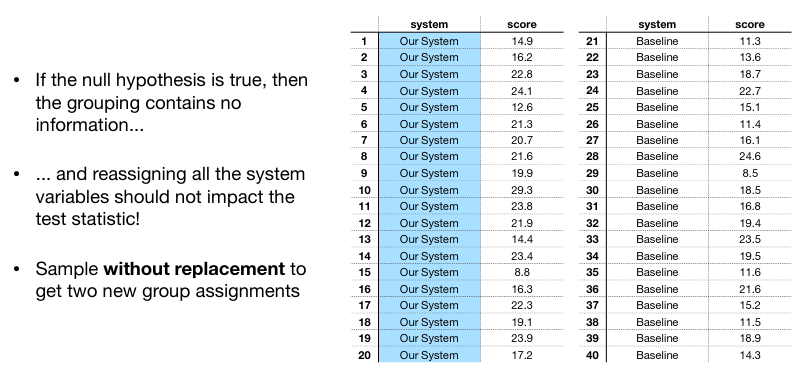 • If the null hypothesis is true, then
the grouping contains no
information...
• ... and reassigning all the system
variables should not impact the
test statistic!
• Sample without replacement to
get two new group assignments
system score
1 Our System 14.9
2 Our System 16.2
3 Our System 22.8
4 Our System 24.1
5 Our System 12.6
6 Our System 21.3
7 Our System 20.7
8 Our System 21.6
9 Our System 19.9
10 Our System 29.3
11 Our System 23.8
12 Our System 21.9
13 Our System 14.4
14 Our System 23.4
15 Our System 8.8
16 Our System 16.3
17 Our System 22.3
18 Our System 19.1
19 Our System 23.9
20 Our System 17.2
system score
21 Baseline 11.3
22 Baseline 13.6
23 Baseline 18.7
24 Baseline 22.7
25 Baseline 15.1
26 Baseline 11.4
27 Baseline 16.1
28 Baseline 24.6
29 Baseline 8.5
30 Baseline 18.5
31 Baseline 16.8
32 Baseline 19.4
33 Baseline 23.5
34 Baseline 19.5
35 Baseline 11.6
36 Baseline 21.6
37 Baseline 15.2
38 Baseline 11.5
39 Baseline 18.9
40 Baseline 14.3